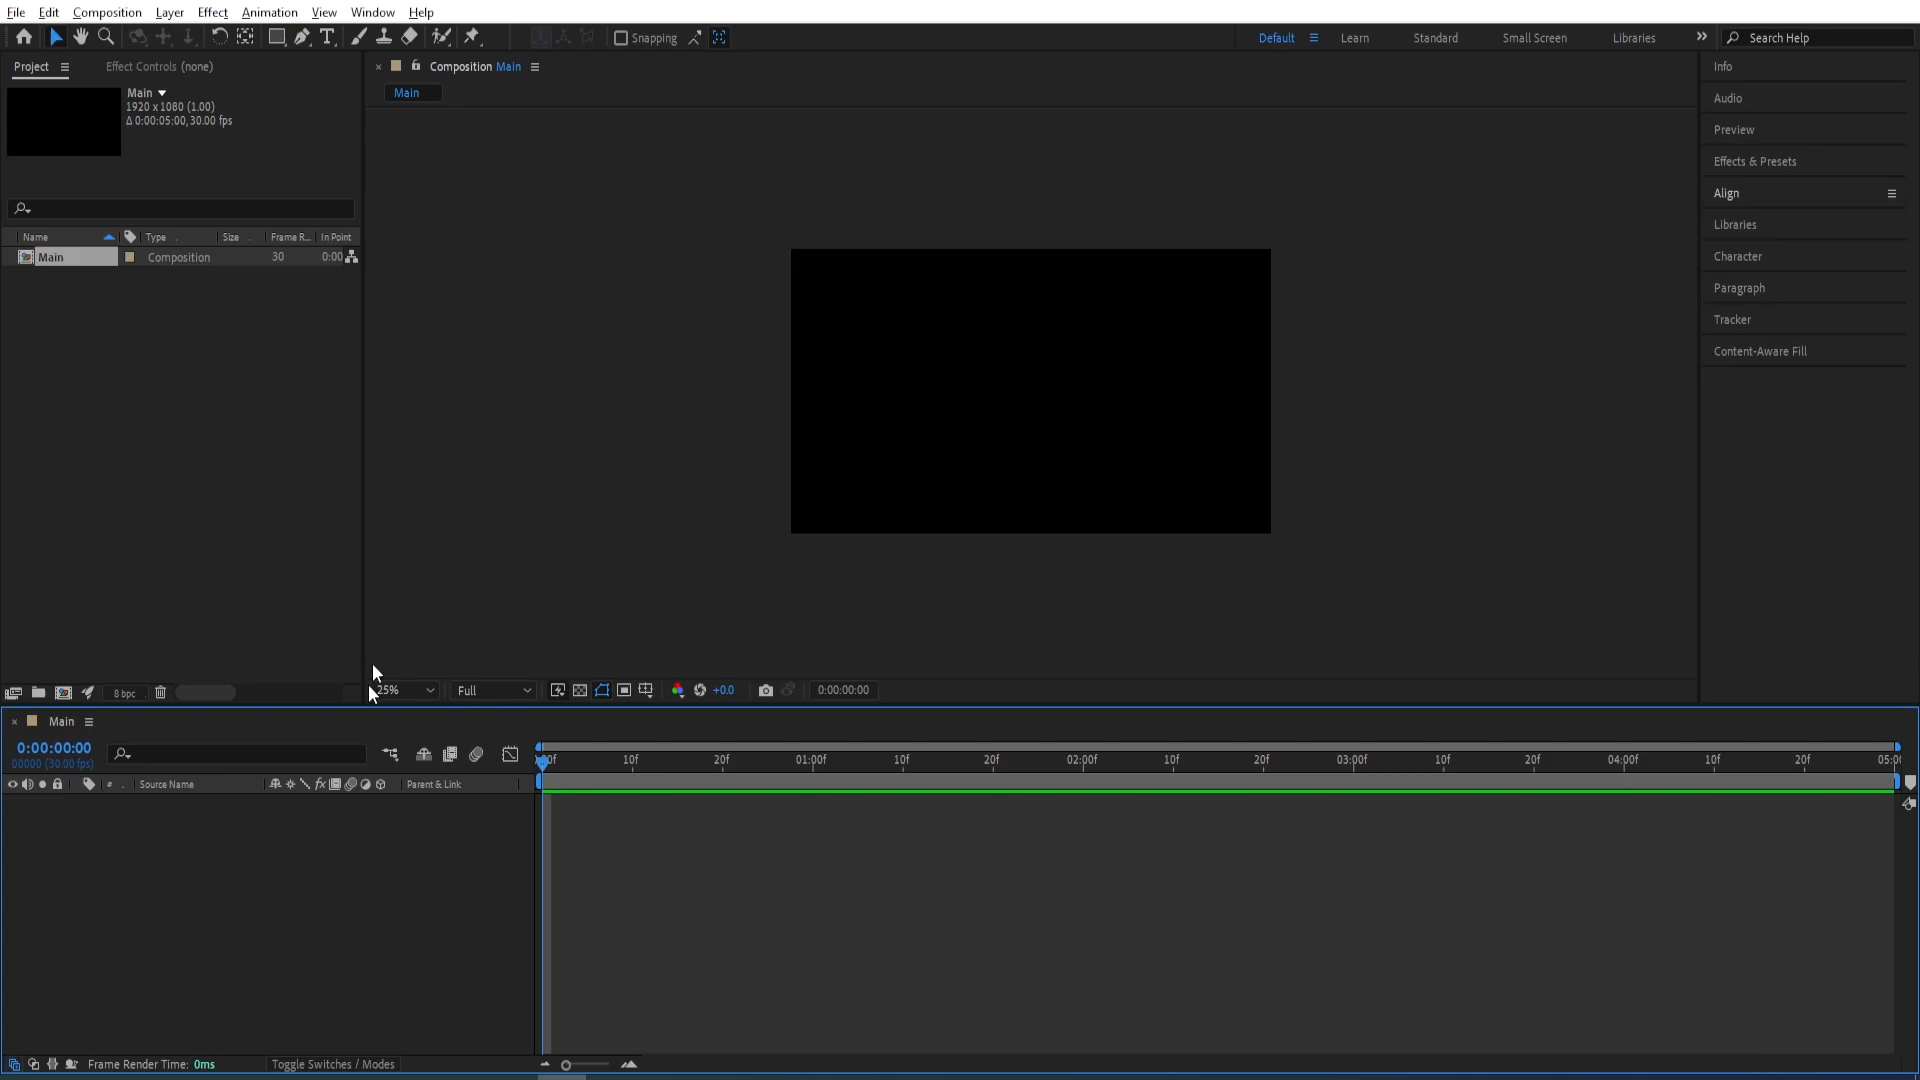 File Edit Composition Layer Effect Animation View Window Help
Snapping Default Learn Standard Small Screen Libraries Search Help
Project Effect Controls (none)
Main
1920 x 1080 (1.00)
Δ 0:00:05:00, 30.00 fps
Name Type Size Frame R... In Point
Main Composition 30 0:00
8 bpc
× Composition Main
Main
25% Full +0.0 0:00:00:00
Info
Audio
Preview
Effects & Presets
Align
Libraries
Character
Paragraph
Tracker
Content-Aware Fill
× Main
0:00:00:00
00000 (30.00 fps)
# Source Name fx Parent & Link
10f 20f 01:00f 10f 20f 02:00f 10f 20f 03:00f 10f 20f 04:00f 10f 20f
Frame Render Time: 0ms Toggle Switches / Modes